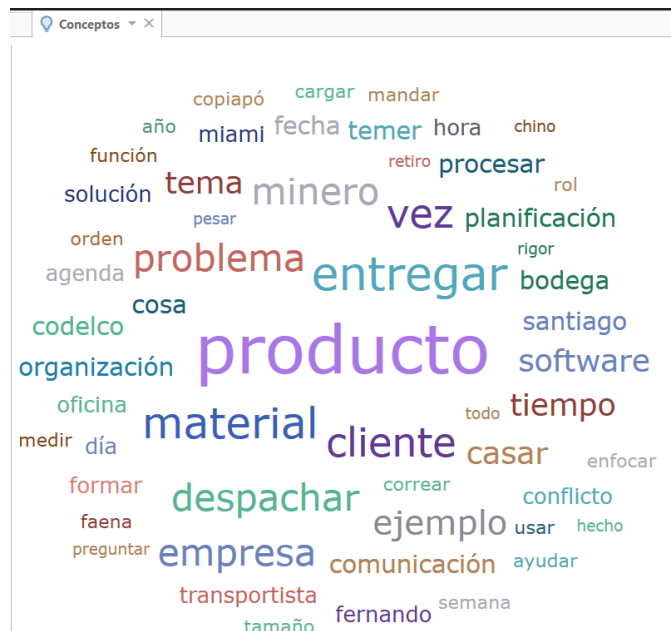 Conceptos
copiapó cargar mandar
año miami fecha temer hora chino
función tema minero retiro procesar
solución vez rol
pesar planificación
orden problema entregar rigor
agenda bodega
cosa
codelco producto santiago
organización software
oficina material todo tiempo
medir día cliente casar enfocar
formar despachar correar conflicto
faena ejemplo usar hecho
preguntar empresa comunicación ayudar
transportista fernando semana
tamaño